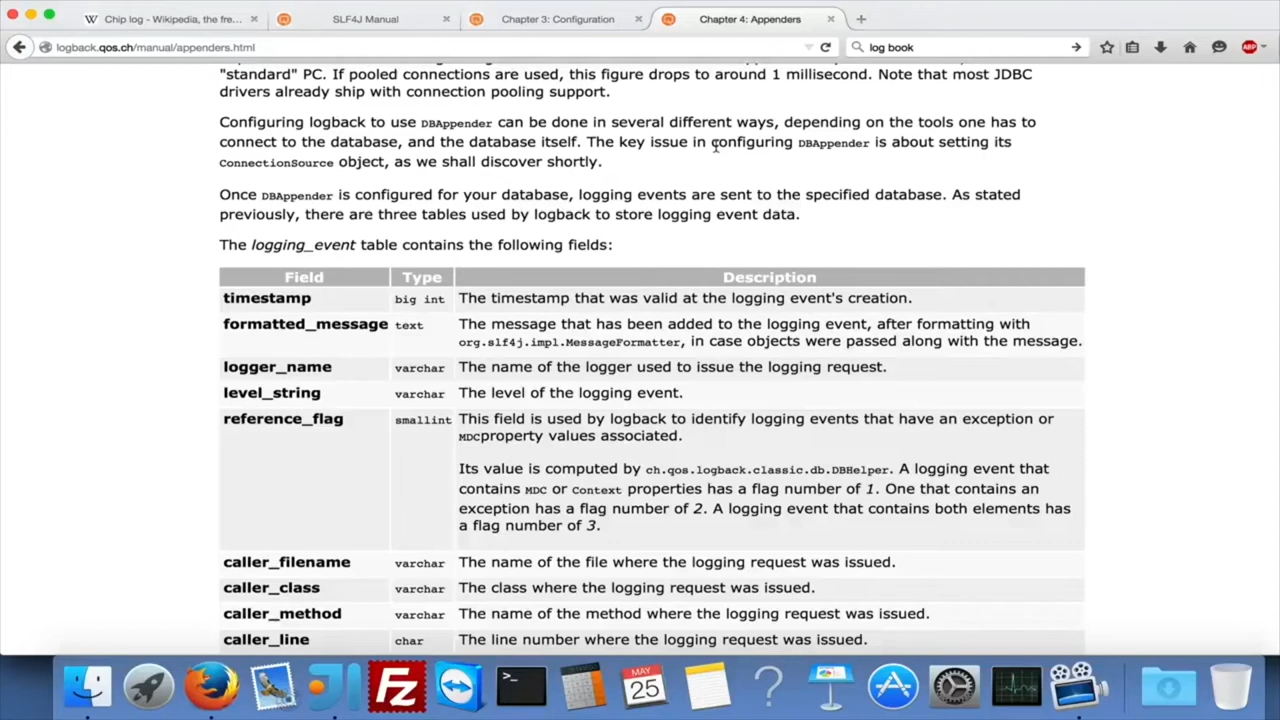 Chip log - Wikipedia, the fre...
SLF4J Manual
Chapter 3: Configuration
Chapter 4: Appenders
logback.qos.ch/manual/appenders.html
log book
ABP
"standard" PC. If pooled connections are used, this figure drops to around 1 millisecond. Note that most JDBC
drivers already ship with connection pooling support.
Configuring logback to use DBAppender can be done in several different ways, depending on the tools one has to
connect to the database, and the database itself. The key issue in configuring DBAppender is about setting its
ConnectionSource object, as we shall discover shortly.
Once DBAppender is configured for your database, logging events are sent to the specified database. As stated
previously, there are three tables used by logback to store logging event data.
The logging_event table contains the following fields:
Field Type Description
timestamp big int The timestamp that was valid at the logging event's creation.
formatted_message text The message that has been added to the logging event, after formatting with
org.slf4j.impl.MessageFormatter, in case objects were passed along with the message.
logger_name varchar The name of the logger used to issue the logging request.
level_string varchar The level of the logging event.
reference_flag smallint This field is used by logback to identify logging events that have an exception or
MDCproperty values associated.
Its value is computed by ch.qos.logback.classic.db.DBHelper. A logging event that
contains MDC or Context properties has a flag number of 1. One that contains an
exception has a flag number of 2. A logging event that contains both elements has
a flag number of 3.
caller_filename varchar The name of the file where the logging request was issued.
caller_class varchar The class where the logging request was issued.
caller_method varchar The name of the method where the logging request was issued.
caller_line char The line number where the logging request was issued.
Fz
>_
MAY
25
?